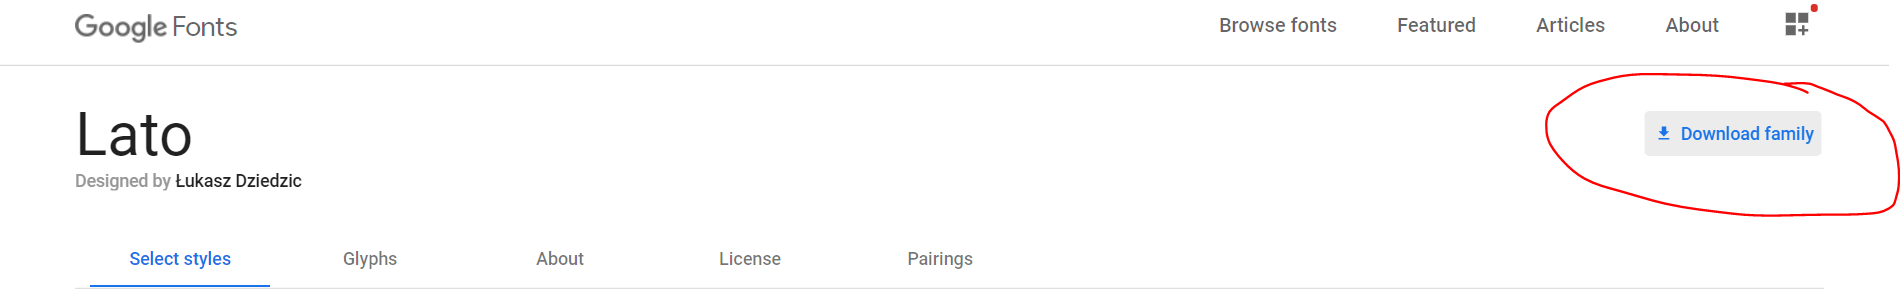 Google Fonts Browse fonts Featured Articles About
Lato
Download family
Designed by Łukasz Dziedzic
Select styles Glyphs About License Pairings